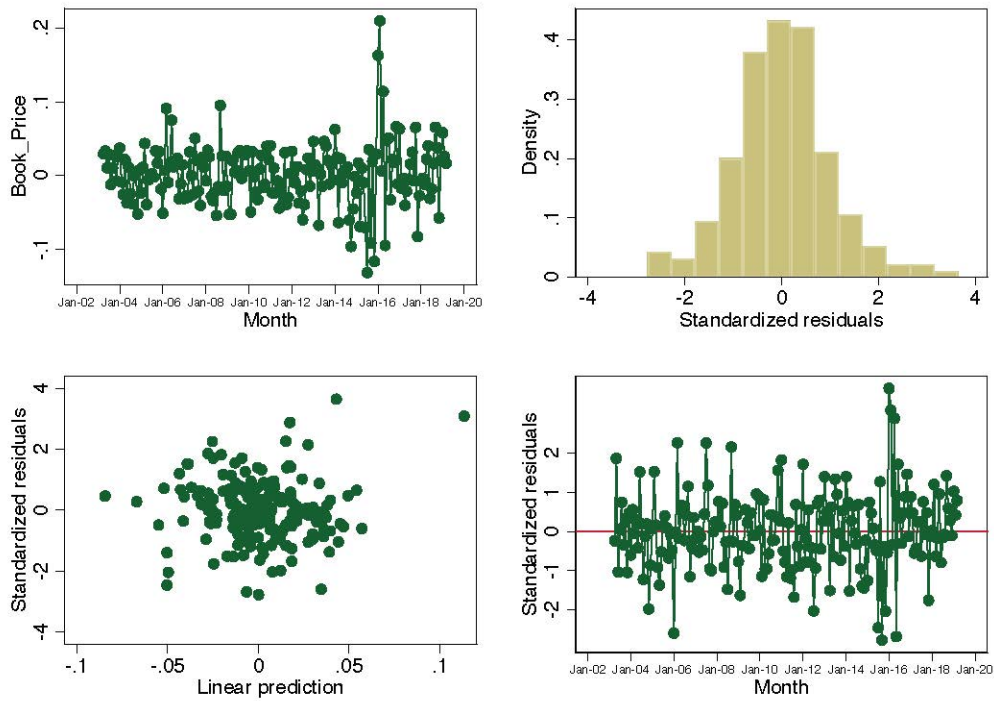 Book_Price
.2
.1
0
-.1
Jan-02 Jan-04 Jan-06 Jan-08 Jan-10 Jan-12 Jan-14 Jan-16 Jan-18 Jan-20
Month
Density
.4
.3
.2
.1
0
-4 -2 0 2 4
Standardized residuals
Standardized residuals
4
2
0
-2
-4
-.1 -.05 0 .05 .1
Linear prediction
Standardized residuals
2
1
0
-1
-2
Jan-02 Jan-04 Jan-06 Jan-08 Jan-10 Jan-12 Jan-14 Jan-16 Jan-18 Jan-20
Month